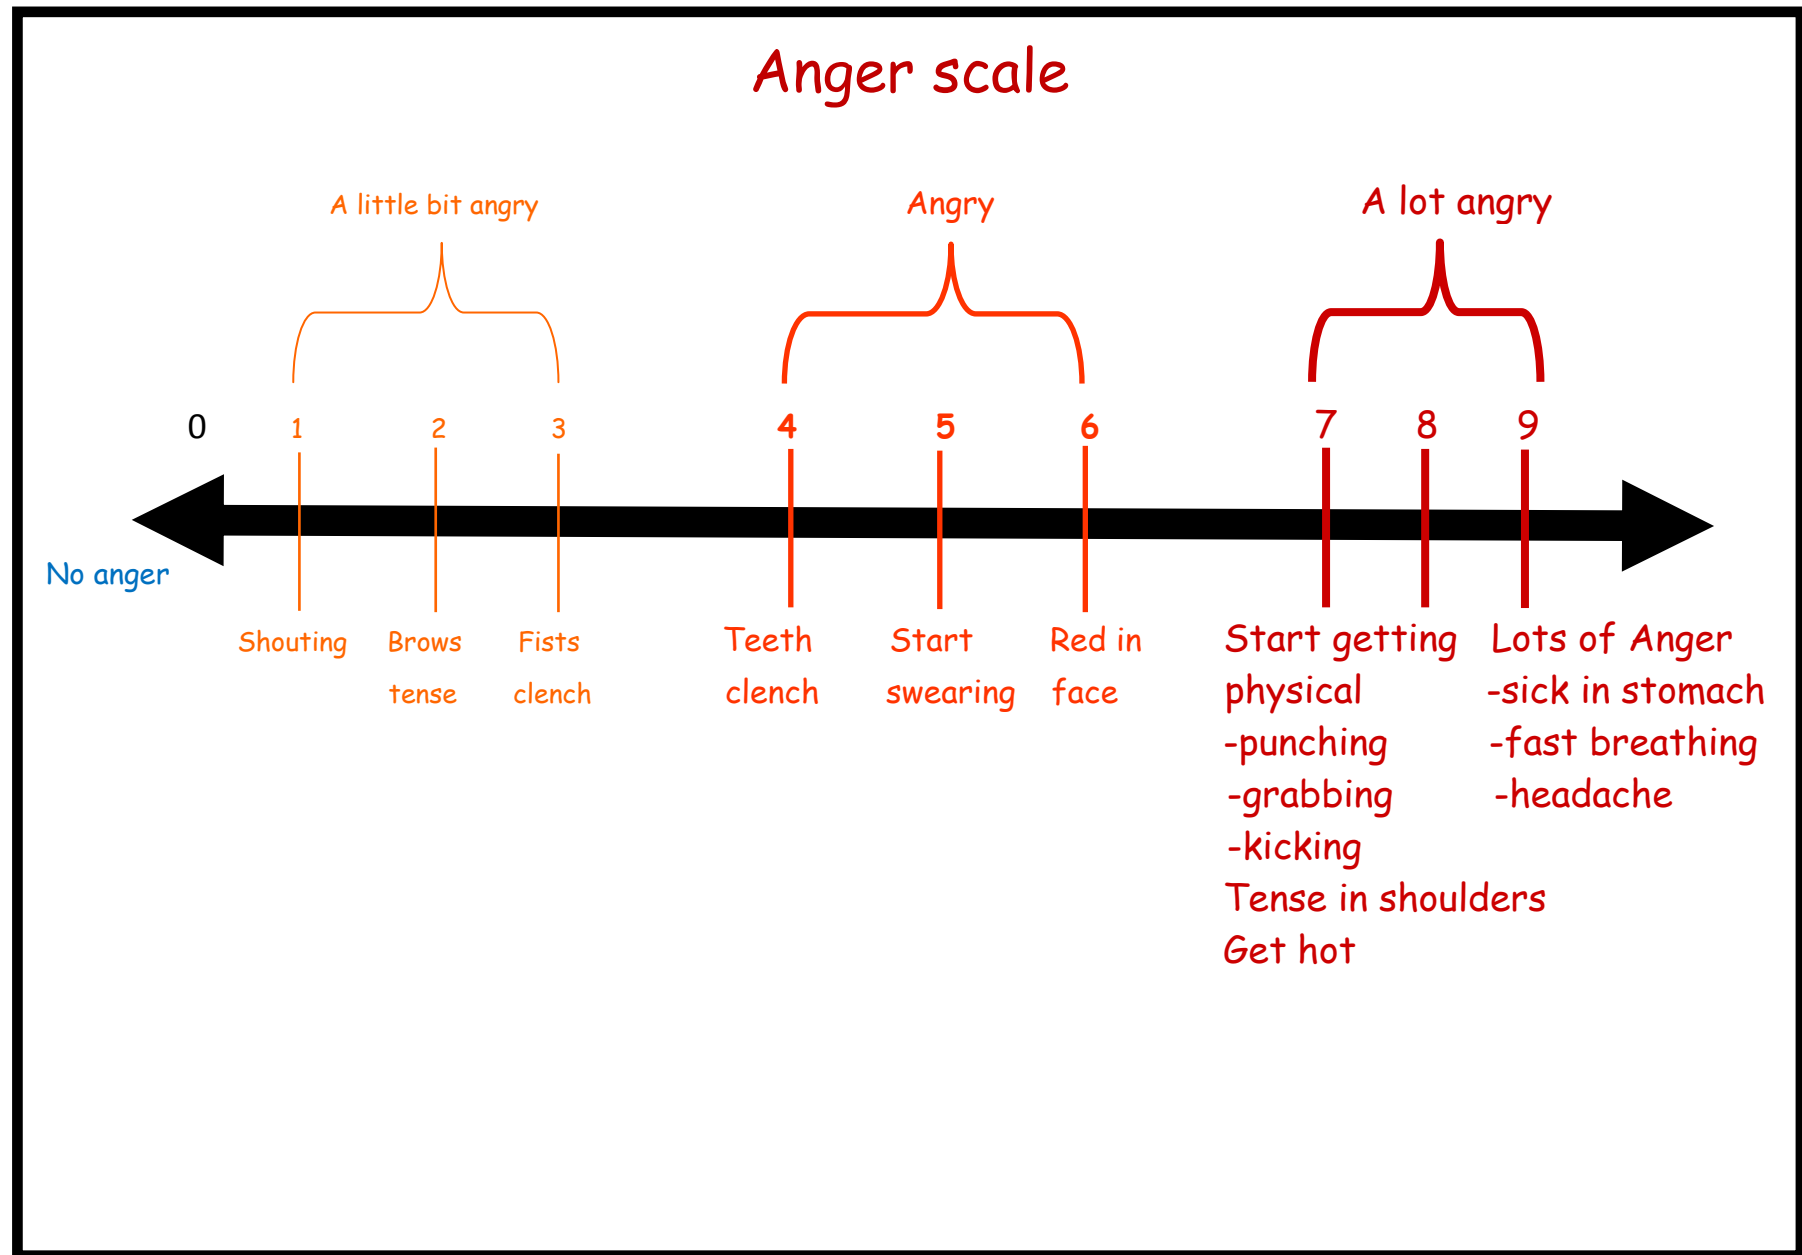 Anger scale
A little bit angry Angry A lot angry
0 1 2 3 4 5 6 7 8 9
No anger
Shouting Brows Fists Teeth Start Red in Start getting Lots of Anger
tense clench clench swearing face physical -sick in stomach
-punching -fast breathing
-grabbing -headache
-kicking
Tense in shoulders
Get hot